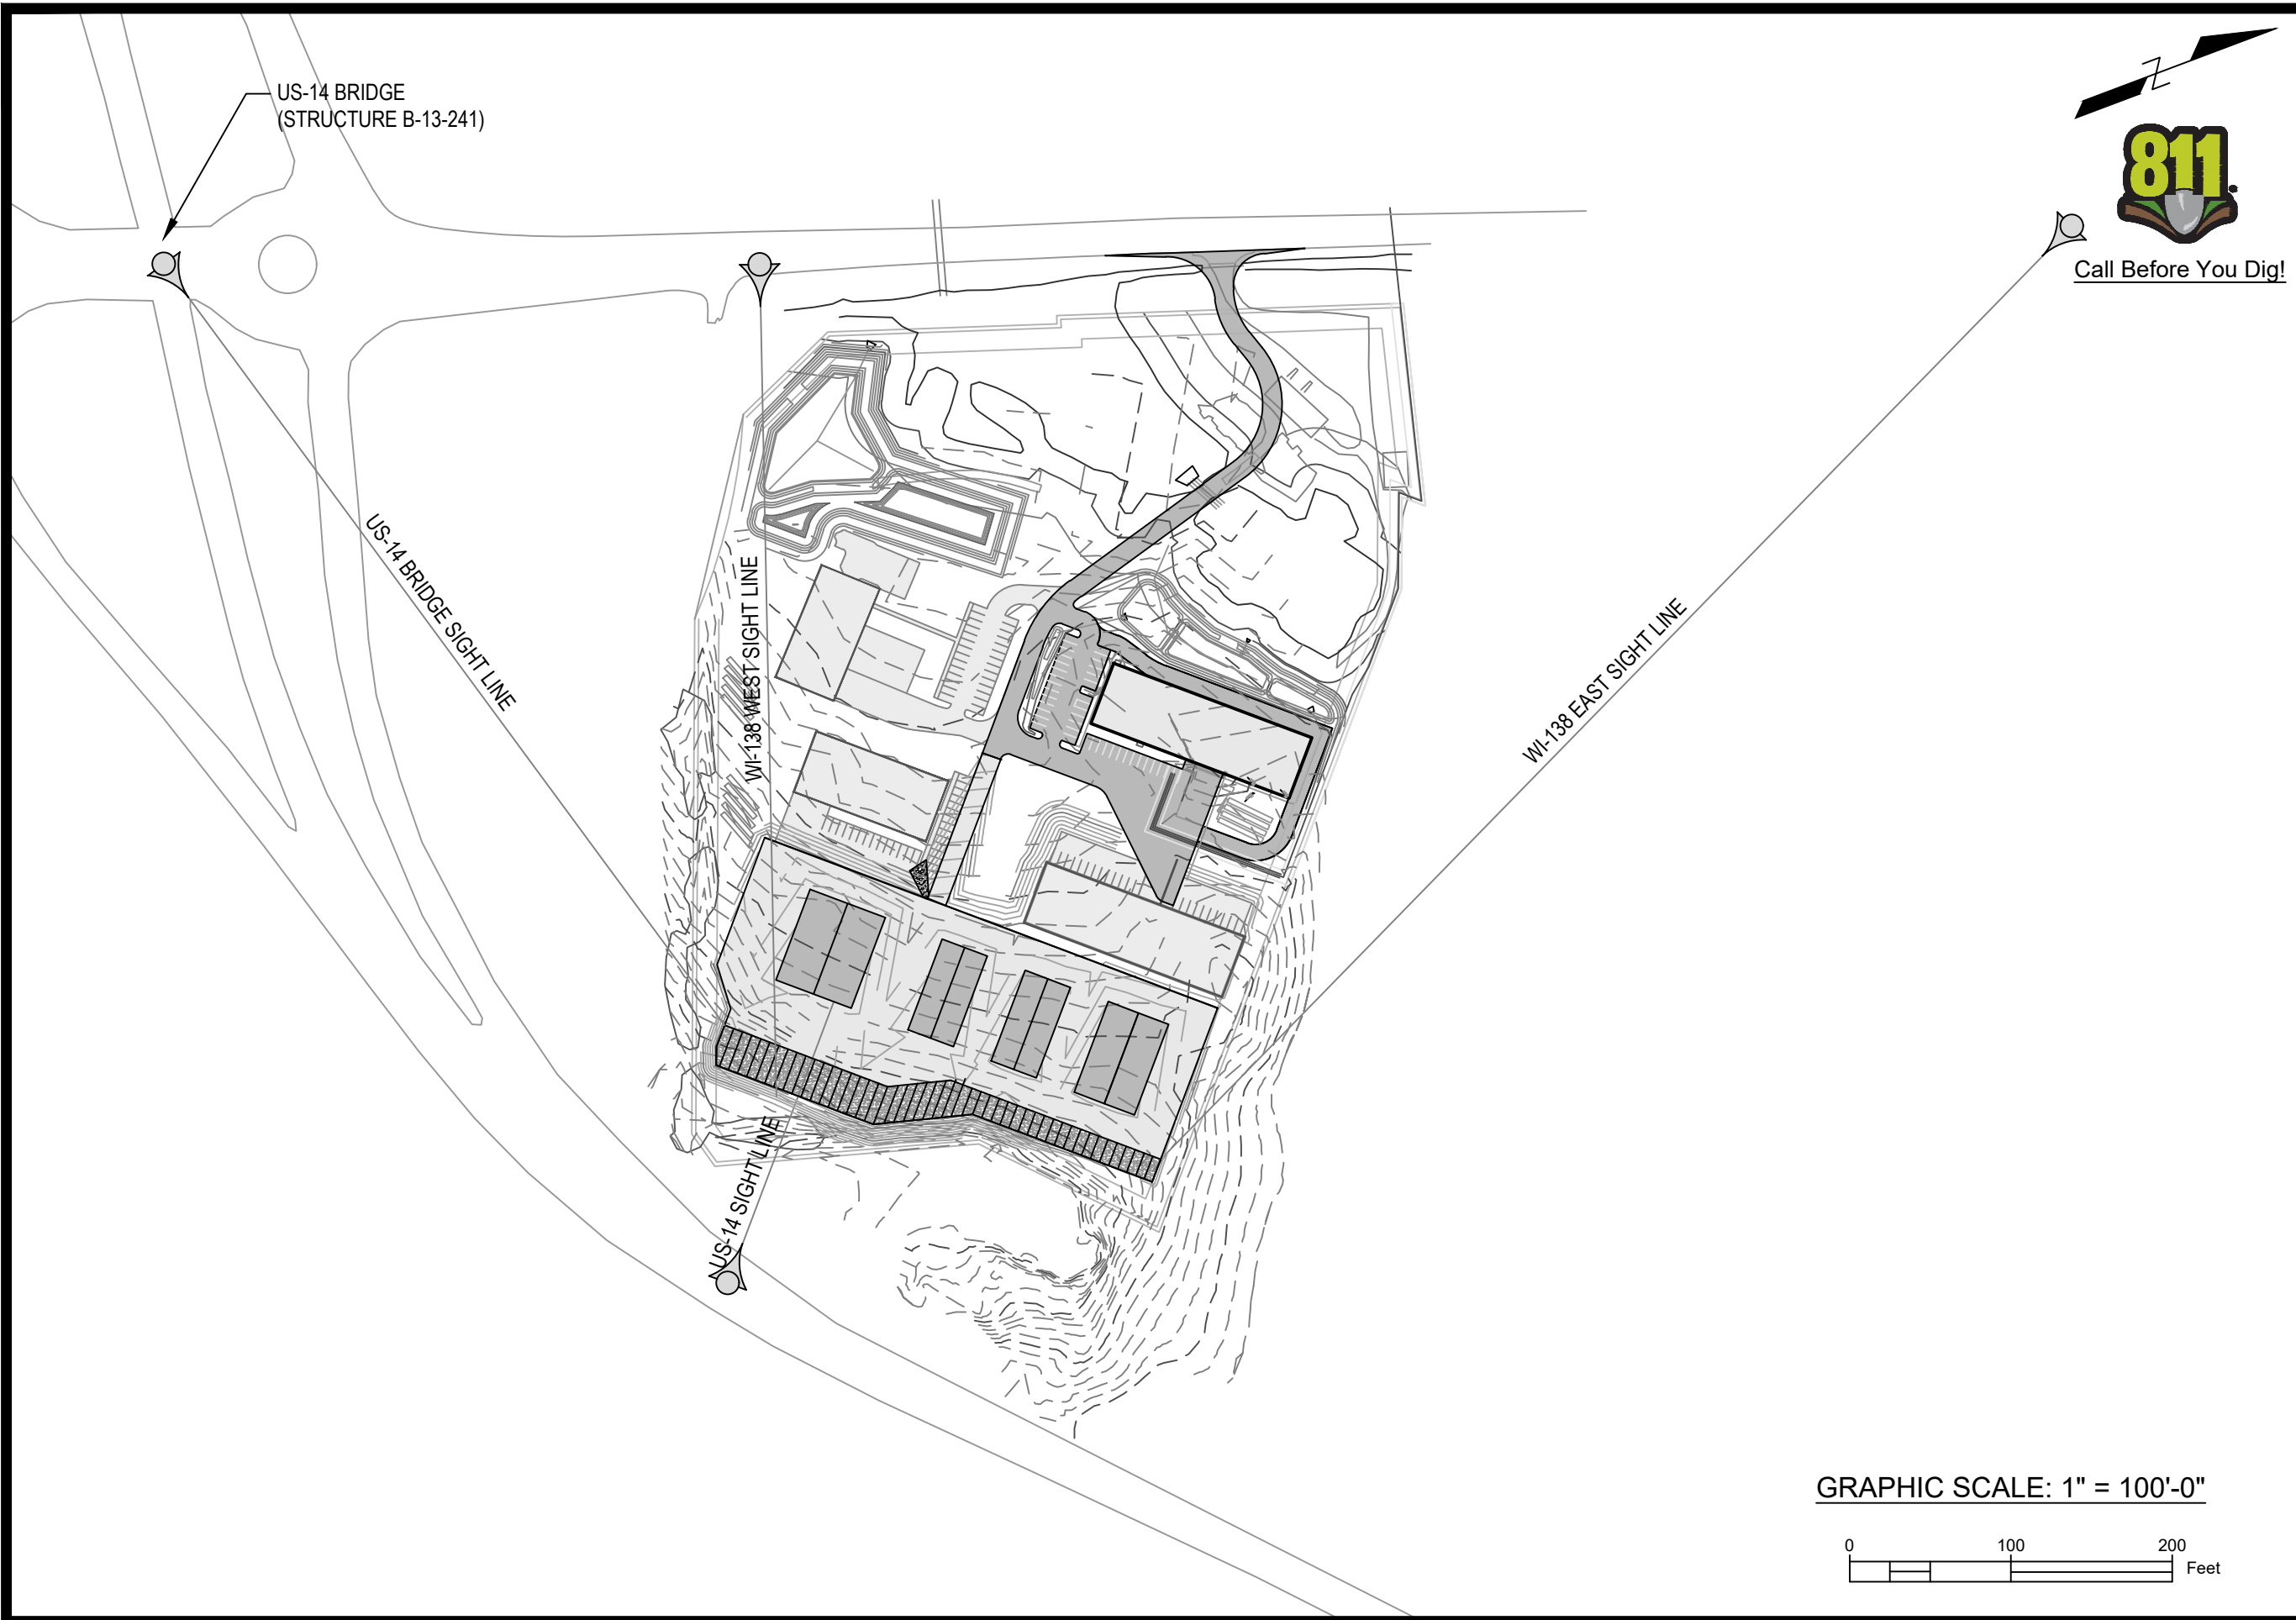 US-14 BRIDGE
(STRUCTURE B-13-241)
Z
811
Call Before You Dig!
US-14 BRIDGE SIGHT LINE
WI-138 WEST SIGHT LINE
WI-138 EAST SIGHT LINE
US-14 SIGHT LINE
GRAPHIC SCALE: 1" = 100'-0"
0 100 200
Feet